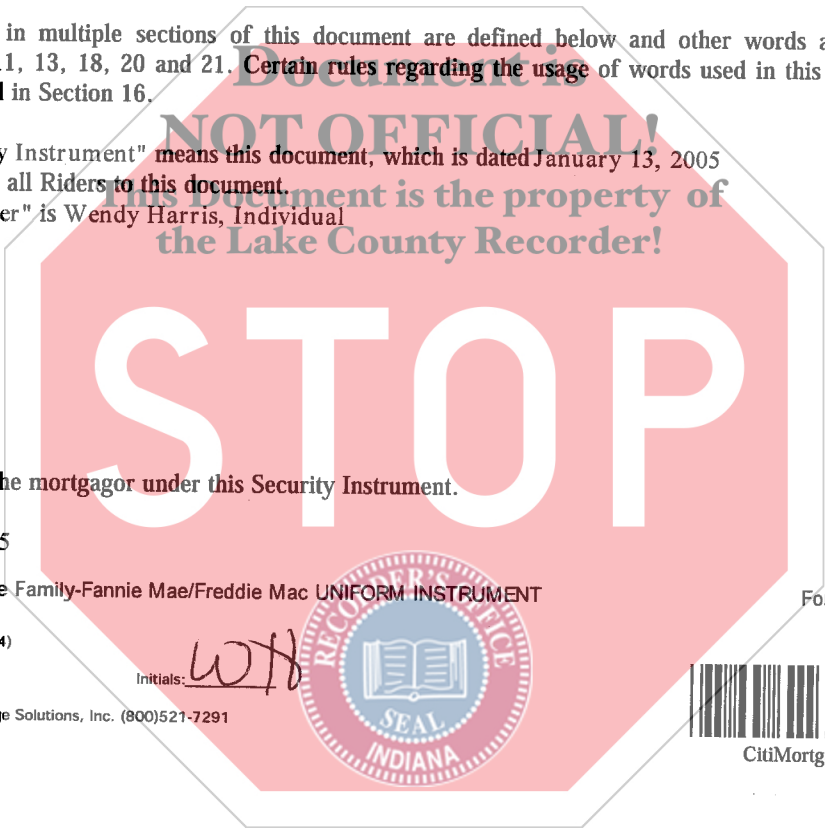 in multiple sections of this document are defined below and other words
13, 18, 20 and 21. Certain rules regarding the usage of words used in this
in Section 16.
Document is
NOT OFFICIAL!
This Document is the property of
the Lake County Recorder!
Instrument" means this document, which is dated January 13, 2005
all Riders to this document.
er" is Wendy Harris, Individual
STOP
he mortgagor under this Security Instrument.
5
e Family-Fannie Mae/Freddie Mac UNIFORM INSTRUMENT
Fo
4)
Initials: WH
e Solutions, Inc. (800)521-7291
RECORDER'S OFFICE
SEAL
INDIANA
CitiMortg